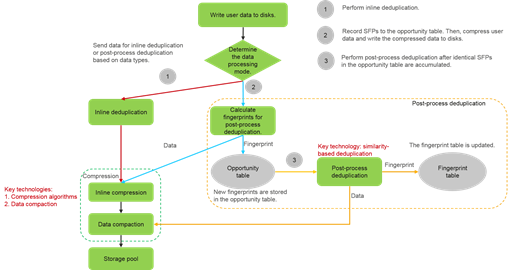 Write user data to disks.
1 Perform inline deduplication.
2 Record SFPs to the opportunity table. Then, compress user
data and write the compressed data to disks.
3 Perform post-process deduplication after identical SFPs
in the opportunity table are accumulated.
Send data for inline deduplication
or post-process deduplication
based on data types.
Determine
the data
processing
mode.
1
2
Inline deduplication
Calculate
fingerprints for
post-process
deduplication.
Post-process deduplication
Data
Fingerprint
Key technology: similarity-
based deduplication
The fingerprint table is updated.
3
Opportunity
table
Post-process
deduplication
Fingerprint
Fingerprint
table
New fingerprints are stored
in the opportunity table.
Data
Compression
Key technologies:
1. Compression algorithms
2. Data compaction
Inline compression
Data compaction
Storage pool